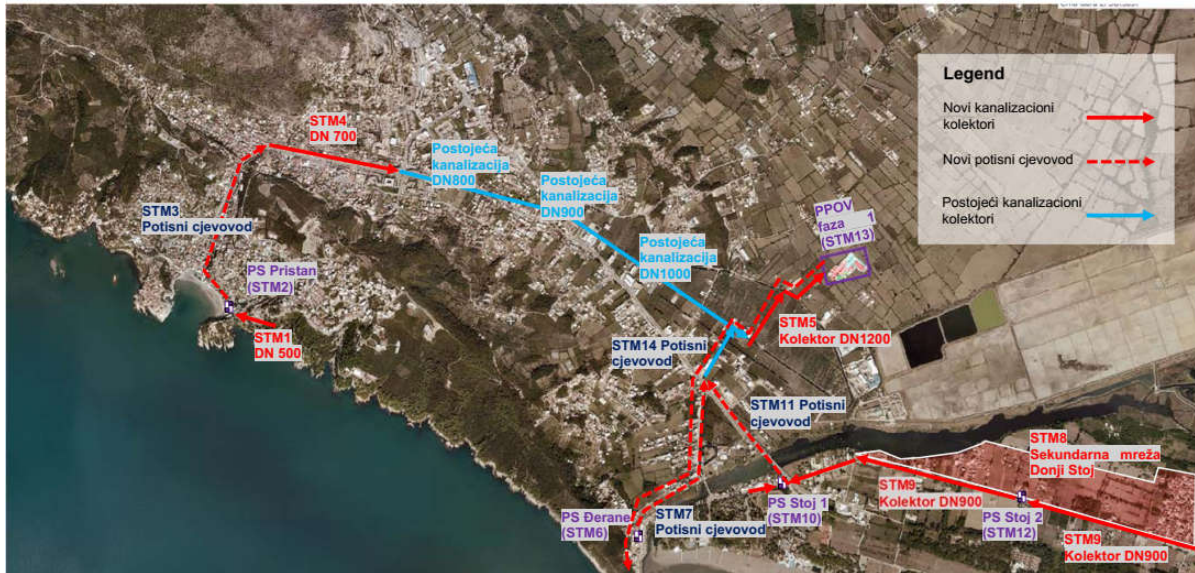 Legend
Novi kanalizacioni
kolektori
Novi potisni cjevovod
Postojeći kanalizacioni
kolektori
STM4
DN 700
Postojeća
kanalizacija
DN800
Postojeća
kanalizacija
DN900
STM3
Potisni cjevovod
PPOV
faza 1
(STM13)
Postojeća
kanalizacija
DN1000
PS Pristan
(STM2)
STM1
DN 500
STM5
Kolektor DN1200
STM14 Potisni
cjevovod
STM11 Potisni
cjevovod
STM8
Sekundarna mreža
Donji Stoj
STM9
Kolektor DN900
PS Đerane
(STM6)
STM7
Potisni cjevovod
PS Stoj 1
(STM10)
PS Stoj 2
(STM12)
STM9
Kolektor DN900